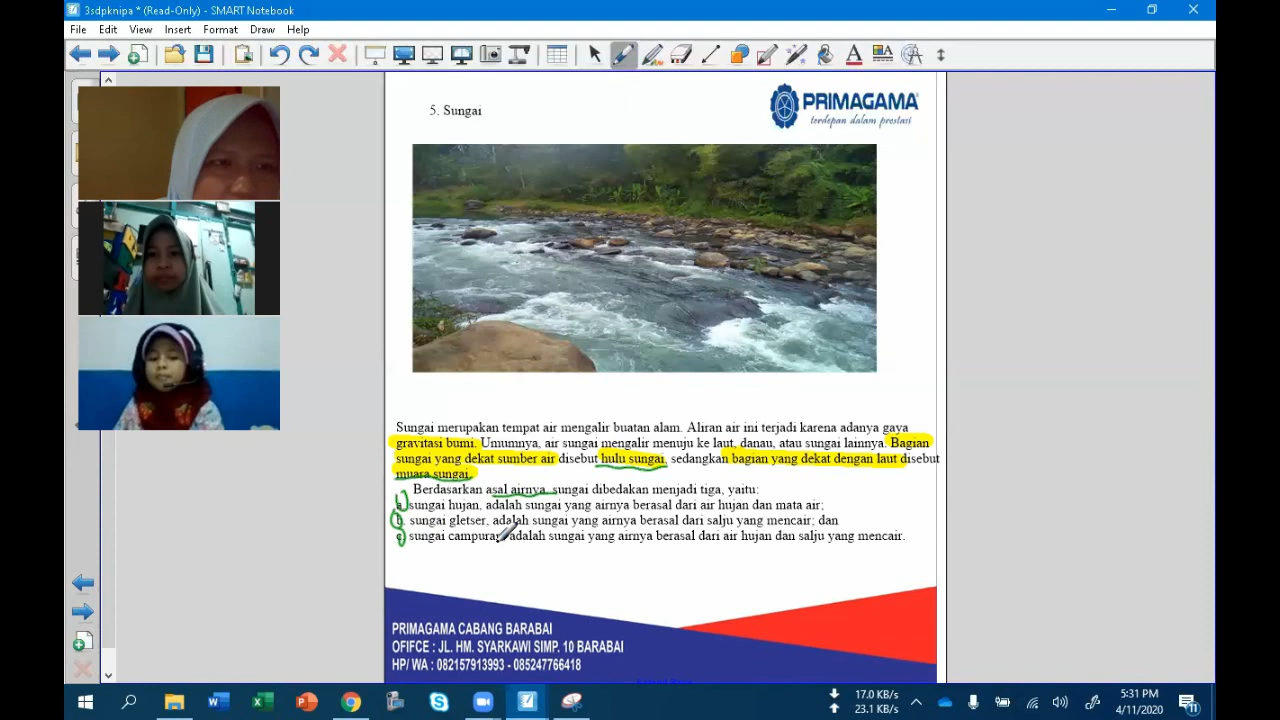 3sdpknipa * (Read-Only) - SMART Notebook
File Edit View Insert Format Draw Help
5. Sungai
PRIMAGAMA
terdepan dalam prestasi
Sungai merupakan tempat air mengalir buatan alam. Aliran air ini terjadi karena adanya gaya
gravitasi bumi. Umumnya, air sungai mengalir menuju ke laut, danau, atau sungai lainnya. Bagian
sungai yang dekat sumber air disebut hulu sungai, sedangkan bagian yang dekat dengan laut disebut
muara sungai.
Berdasarkan asal airnya, sungai dibedakan menjadi tiga, yaitu:
a. sungai hujan, adalah sungai yang airnya berasal dari air hujan dan mata air;
b. sungai gletser, adalah sungai yang airnya berasal dari salju yang mencair; dan
c. sungai campuran, adalah sungai yang airnya berasal dari air hujan dan salju yang mencair.
PRIMAGAMA CABANG BARABAI
OFIFCE : JL. HM. SYARKAWI SIMP. 10 BARABAI
HP/ WA : 082157913993 - 085247766418
17.0 KB/s
23.1 KB/s
5:31 PM
4/11/2020
11